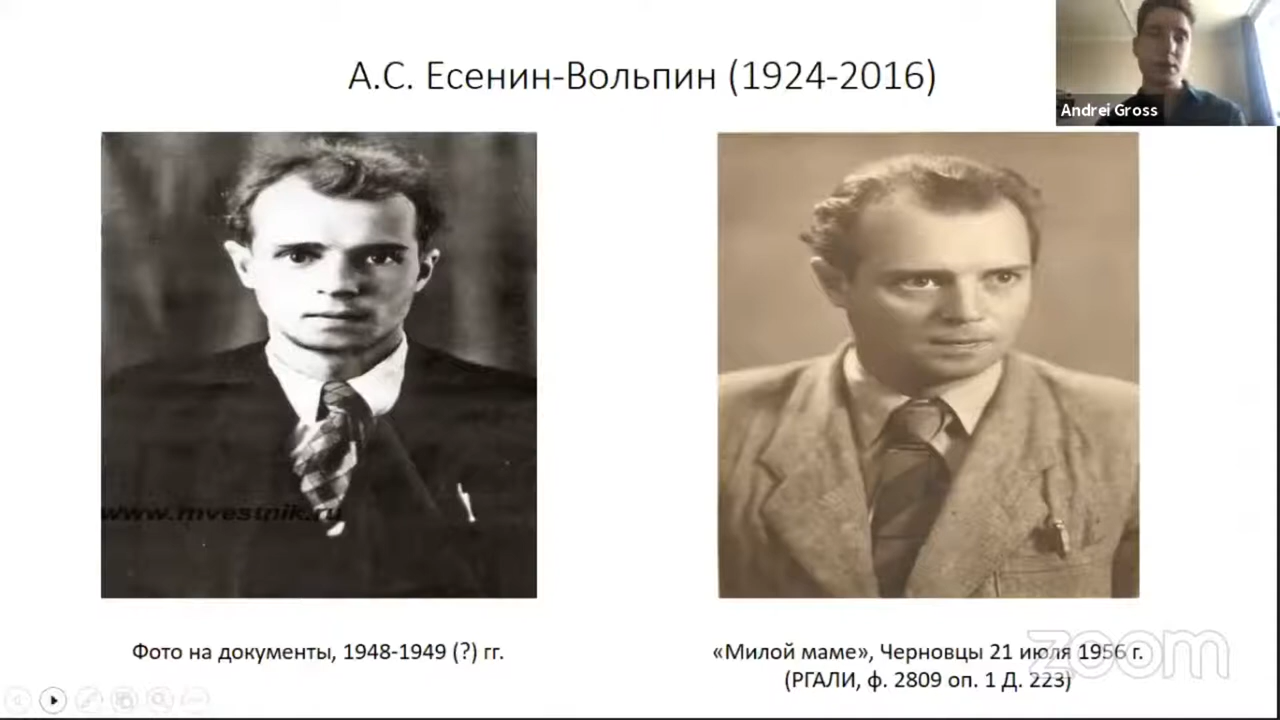 А.С. Есенин-Вольпин (1924-2016)
Andrei Gross
www.mvestnik.ru
Фото на документы, 1948-1949 (?) гг.
«Милой маме», Черновцы 21 июля 1956 г.
(РГАЛИ, ф. 2809 оп. 1 Д. 223)
zoom